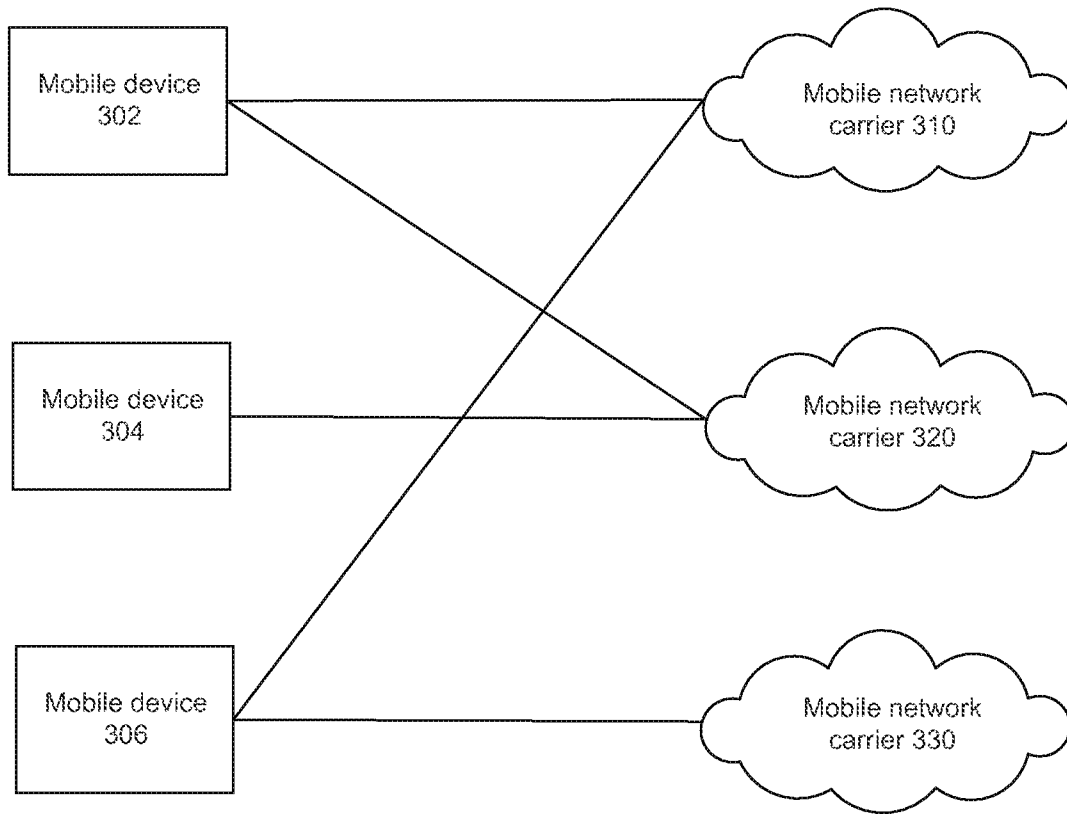 Mobile device
302
Mobile network
carrier 310
Mobile device
304
Mobile network
carrier 320
Mobile device
306
Mobile network
carrier 330